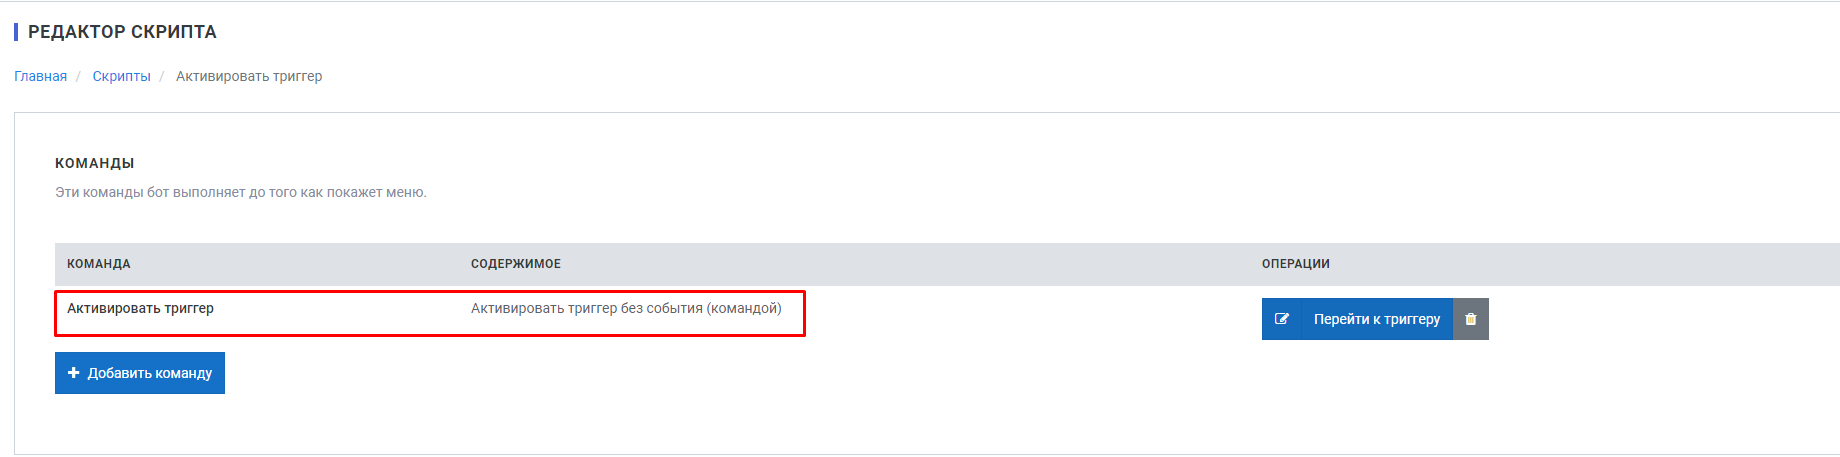 РЕДАКТОР СКРИПТА
Главная / Скрипты / Активировать триггер
КОМАНДЫ
Эти команды бот выполняет до того как покажет меню.
КОМАНДА СОДЕРЖИМОЕ ОПЕРАЦИИ
Активировать триггер Активировать триггер без события (командой) Перейти к триггеру
Добавить команду